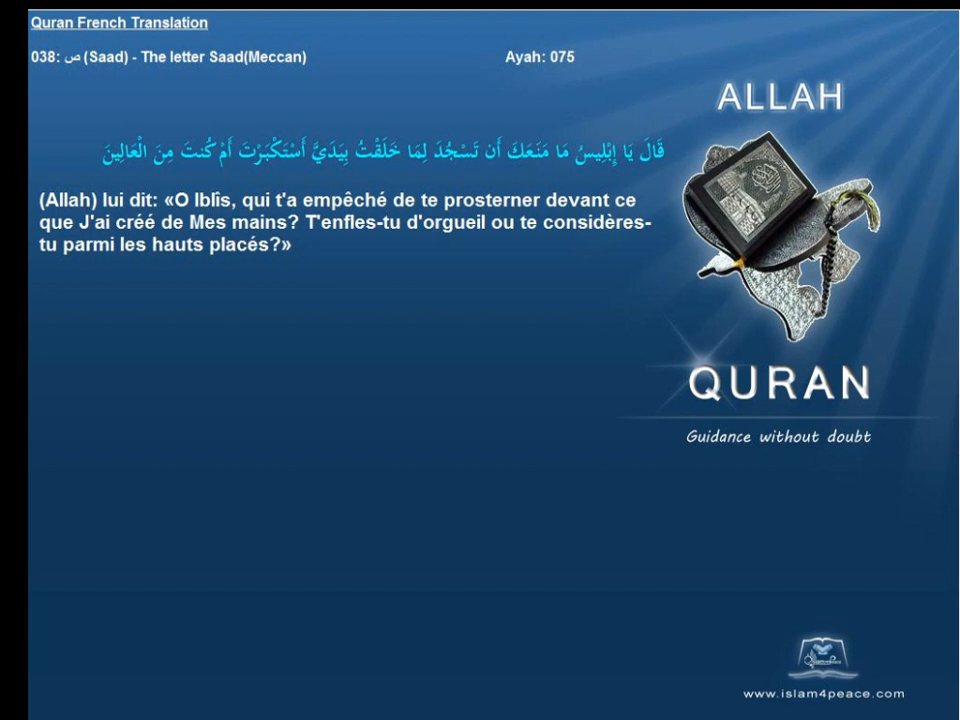 Quran French Translation
038: ص (Saad) - The letter Saad(Meccan) Ayah: 075
ALLAH
قَالَ يَا إِبْلِيسُ مَا مَنَعَكَ أَن تَسْجُدَ لِمَا خَلَقْتُ بِيَدَيَّ أَسْتَكْبَرْتَ أَمْ كُنتَ مِنَ الْعَالِينَ
(Allah) lui dit: «O Iblîs, qui t'a empêché de te prosterner devant ce
que J'ai créé de Mes mains? T'enfles-tu d'orgueil ou te considères-
tu parmi les hauts placés?»
QURAN
Guidance without doubt
www.islam4peace.com